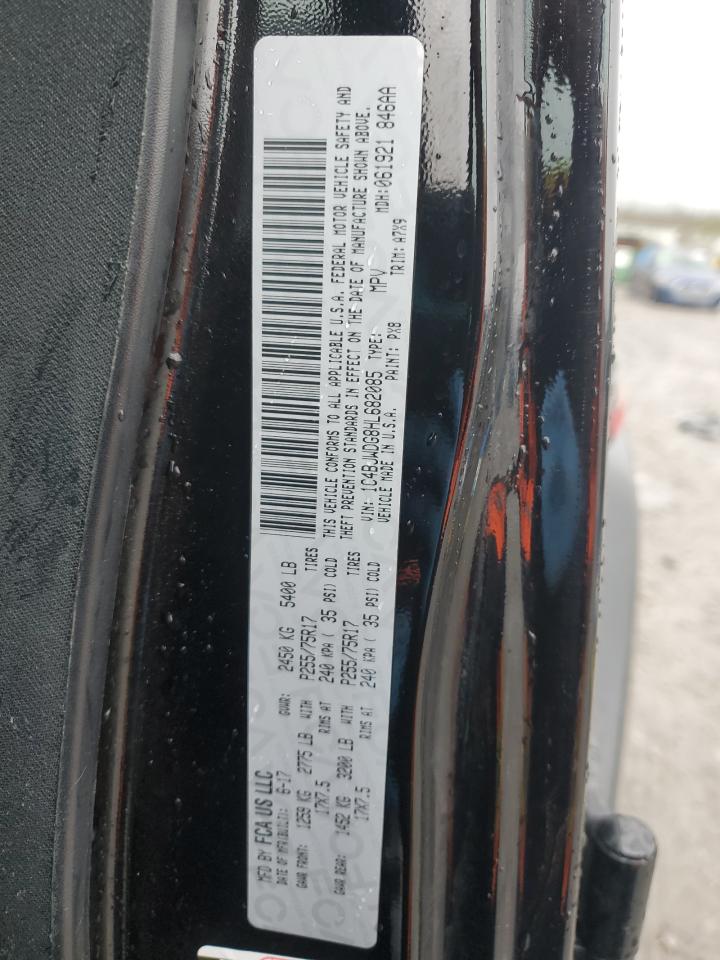 MFD BY FCA US LLC
DATE OF MFR(BUILT): 6-17 GVWR: 2450 KG 5400 LB
GAWR FRONT: 1259 KG 2775 LB WITH P255/75R17 TIRES
17X7.5 RIMS AT 240 KPA ( 35 PSI) COLD
GAWR REAR: 1452 KG 3200 LB WITH P255/75R17 TIRES
17X7.5 RIMS AT 240 KPA ( 35 PSI) COLD
THIS VEHICLE CONFORMS TO ALL APPLICABLE U.S.A. FEDERAL MOTOR VEHICLE SAFETY AND
THEFT PREVENTION STANDARDS IN EFFECT ON THE DATE OF MANUFACTURE SHOWN ABOVE.
VIN: 1C4BJWDG8HL682085 TYPE: MPV MDH:061921 846AA
VEHICLE MADE IN U.S.A. PAINT: PX8 TRIM: A7X9